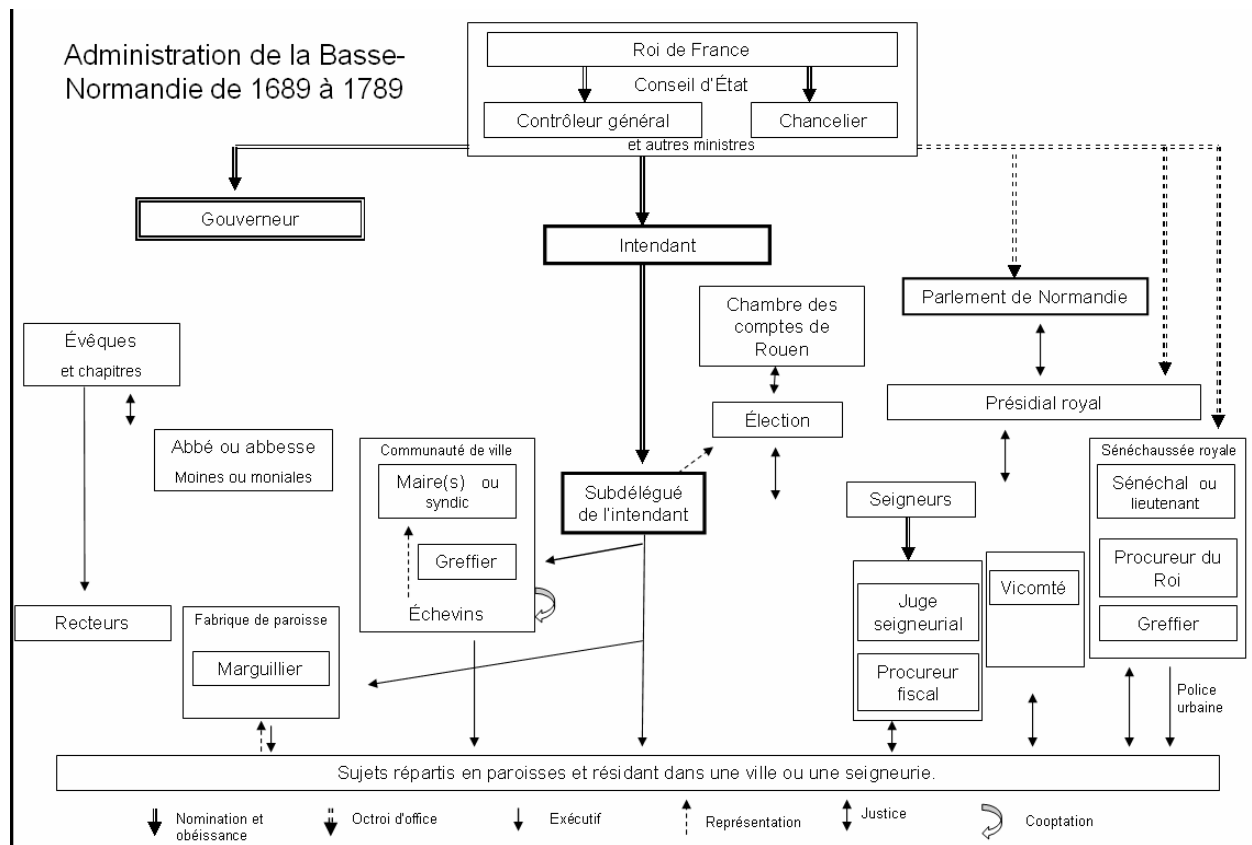 Administration de la Basse-
Normandie de 1689 à 1789
Roi de France
Conseil d'État
Contrôleur général
Chancelier
et autres ministres
Gouverneur
Intendant
Parlement de Normandie
Chambre des
comptes de
Rouen
Évêques
et chapitres
Présidial royal
Élection
Abbé ou abbesse
Moines ou moniales
Communauté de ville
Maire(s) ou
syndic
Greffier
Échevins
Subdélégué
de l'intendant
Seigneurs
Sénéchaussée royale
Sénéchal ou
lieutenant
Procureur du
Roi
Greffier
Vicomté
Juge
seigneurial
Procureur
fiscal
Recteurs
Fabrique de paroisse
Marguillier
Police
urbaine
Sujets répartis en paroisses et résidant dans une ville ou une seigneurie.
Nomination et
obéissance
Octroi d'office
Exécutif
Représentation
Justice
Cooptation